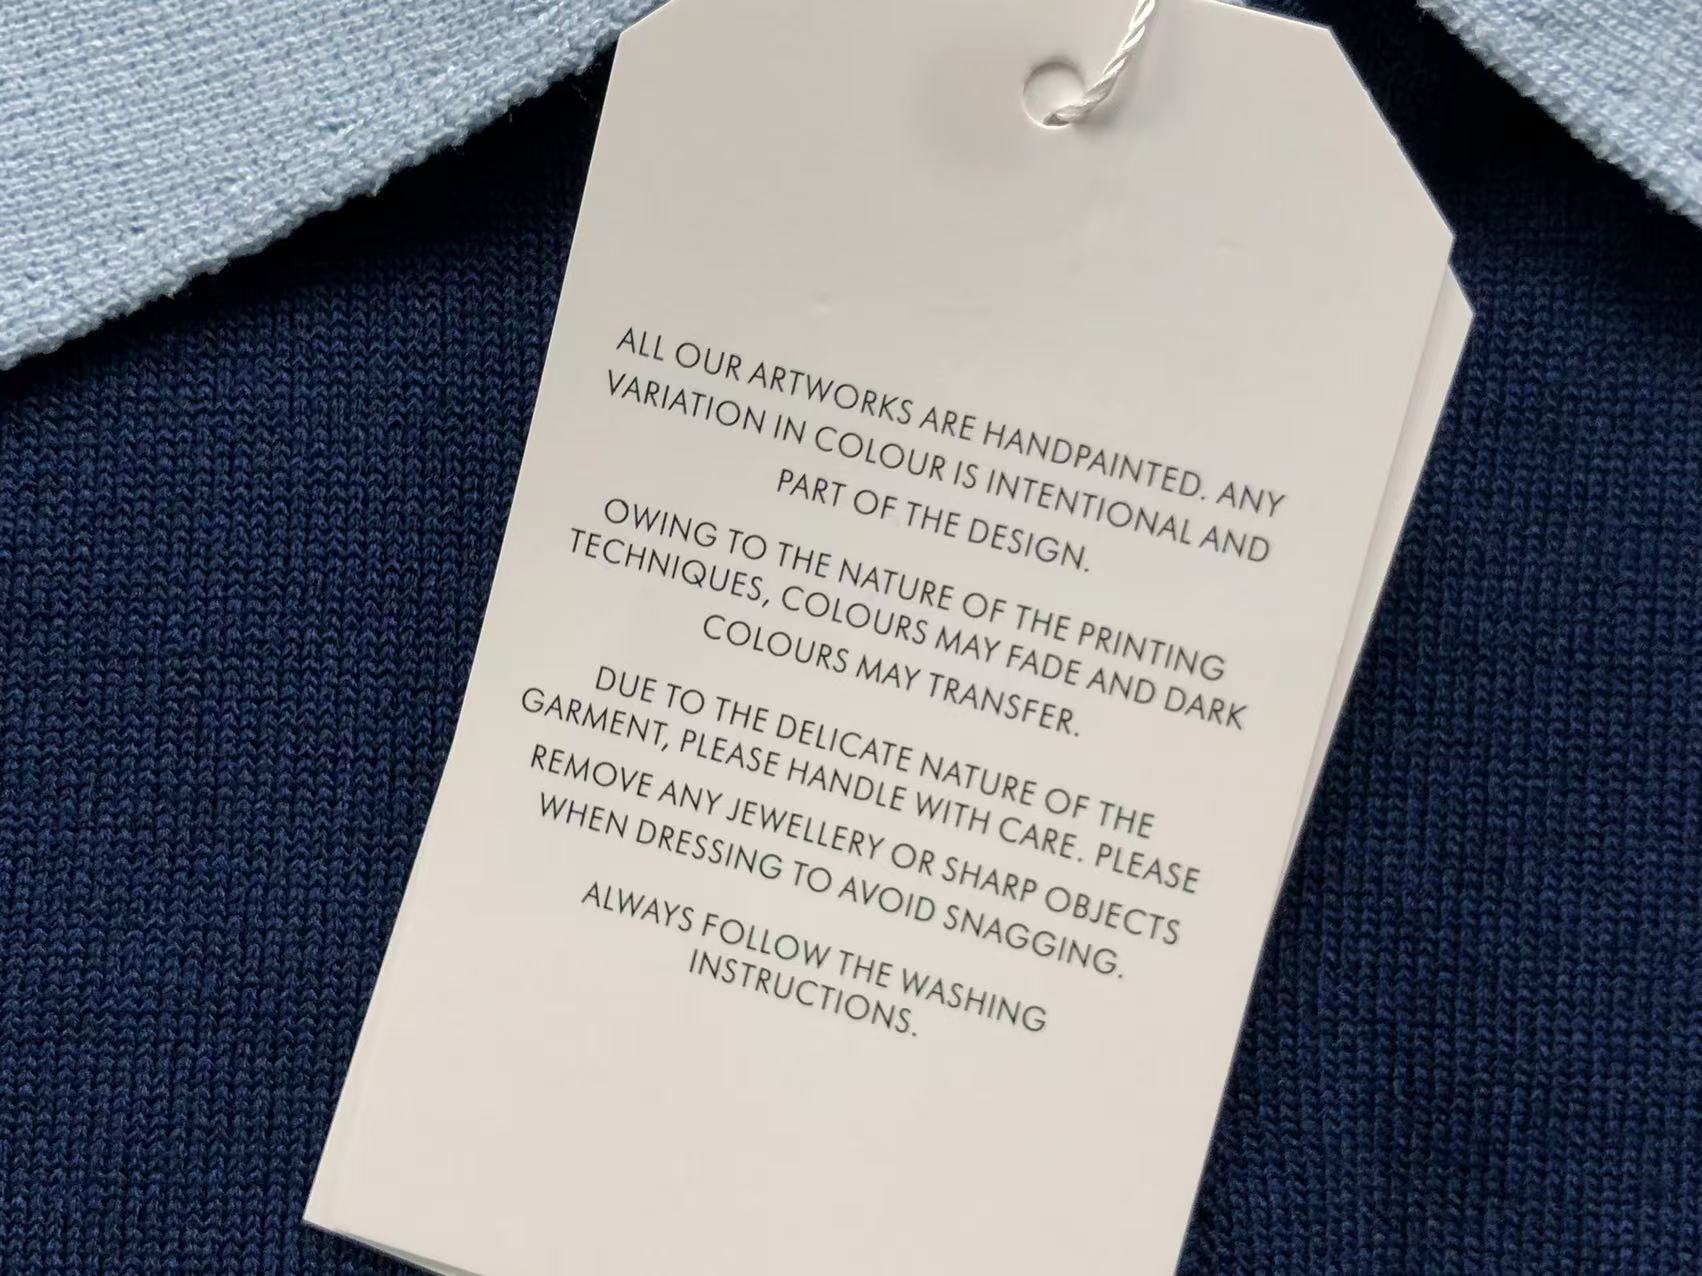 ALL OUR ARTWORKS ARE HANDPAINTED. ANY
VARIATION IN COLOUR IS INTENTIONAL AND
PART OF THE DESIGN.
OWING TO THE NATURE OF THE PRINTING
TECHNIQUES, COLOURS MAY FADE AND DARK
COLOURS MAY TRANSFER.
DUE TO THE DELICATE NATURE OF THE
GARMENT, PLEASE HANDLE WITH CARE. PLEASE
REMOVE ANY JEWELLERY OR SHARP OBJECTS
WHEN DRESSING TO AVOID SNAGGING.
ALWAYS FOLLOW THE WASHING
INSTRUCTIONS.